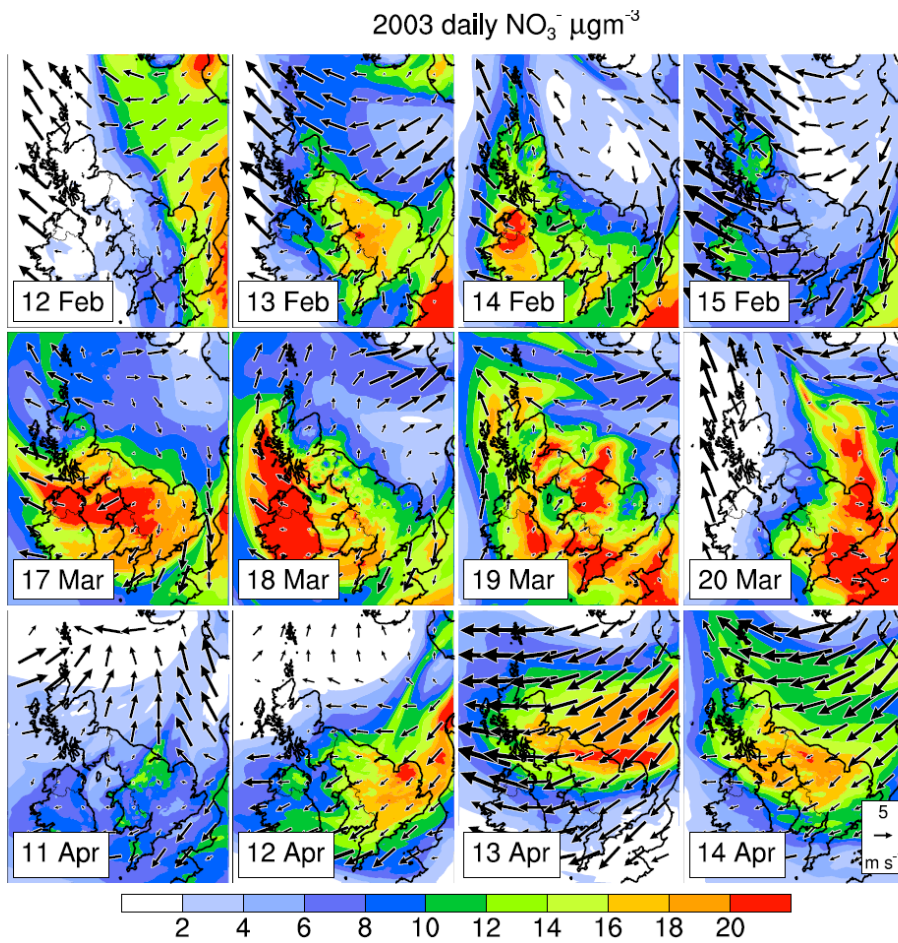 2003 daily NO₃⁻ μgm⁻³
12 Feb
13 Feb
14 Feb
15 Feb
17 Mar
18 Mar
19 Mar
20 Mar
11 Apr
12 Apr
13 Apr
14 Apr
5
m s⁻
2 4 6 8 10 12 14 16 18 20